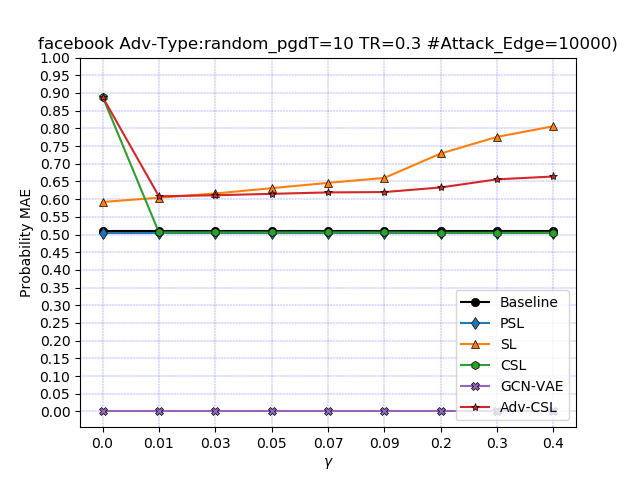 facebook Adv-Type:random_pgdT=10 TR=0.3 #Attack_Edge=10000)
1.00
0.95
0.90
0.85
0.80
0.75
0.70
0.65
0.60
0.55
0.50
0.45
0.40
0.35
0.30
0.25
0.20
0.15
0.10
0.05
0.00
Probability MAE
Baseline
PSL
SL
CSL
GCN-VAE
Adv-CSL
0.0 0.01 0.03 0.05 0.07 0.09 0.2 0.3 0.4
γ